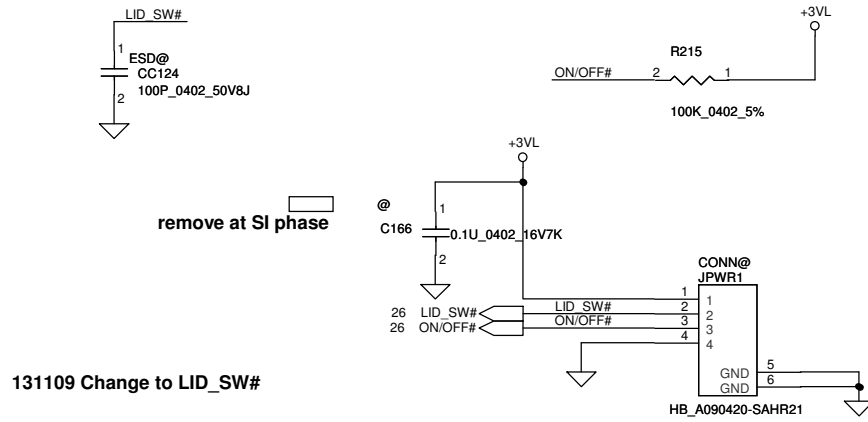 LID_SW#
1
ESD@
CC124
100P_0402_50V8J
2
+3VL
R215
ON/OFF#
2
1
100K_0402_5%
+3VL
remove at SI phase
@
1
C166
0.1U_0402_16V7K
2
CONN@
JPWR1
1
1
26 LID_SW#
LID_SW#
2
2
26 ON/OFF#
ON/OFF#
3
3
4
4
GND
5
GND
6
HB_A090420-SAHR21
131109 Change to LID_SW#